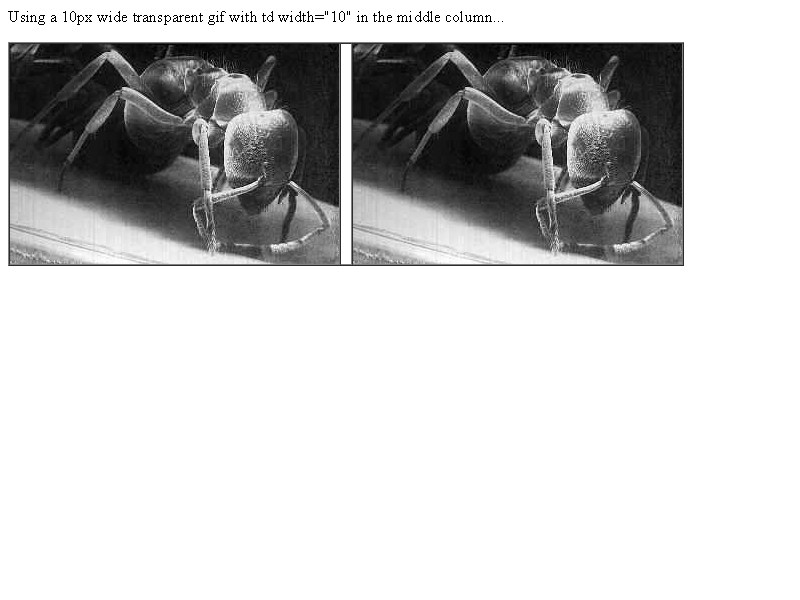 Using a 10px wide transparent gif with td width="10" in the middle column...